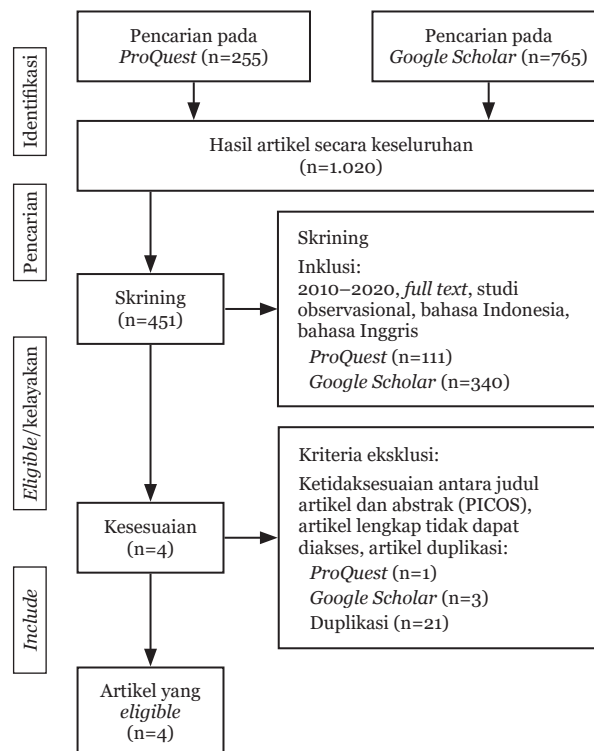 Identifikasi
Pencarian pada
ProQuest (n=255)
Pencarian pada
Google Scholar (n=765)
Hasil artikel secara keseluruhan
(n=1.020)
Pencarian
Skrining
(n=451)
Skrining
Inklusi:
2010–2020, full text, studi
observasional, bahasa Indonesia,
bahasa Inggris
ProQuest (n=111)
Google Scholar (n=340)
Eligible/kelayakan
Kesesuaian
(n=4)
Kriteria eksklusi:
Ketidaksesuaian antara judul
artikel dan abstrak (PICOS),
artikel lengkap tidak dapat
diakses, artikel duplikasi:
ProQuest (n=1)
Google Scholar (n=3)
Duplikasi (n=21)
Include
Artikel yang
eligible
(n=4)